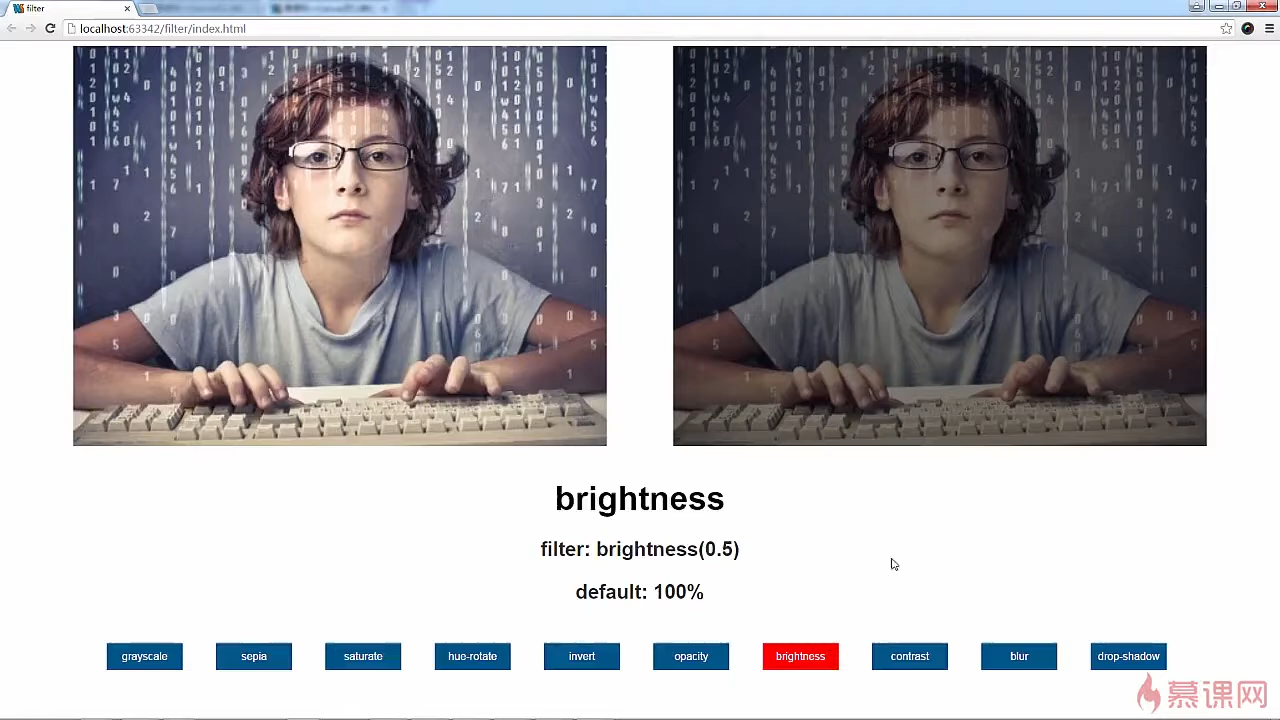 filter
localhost:63342/filter/index.html
brightness
filter: brightness(0.5)
default: 100%
grayscale sepia saturate hue-rotate invert opacity brightness contrast blur drop-shadow
慕课网